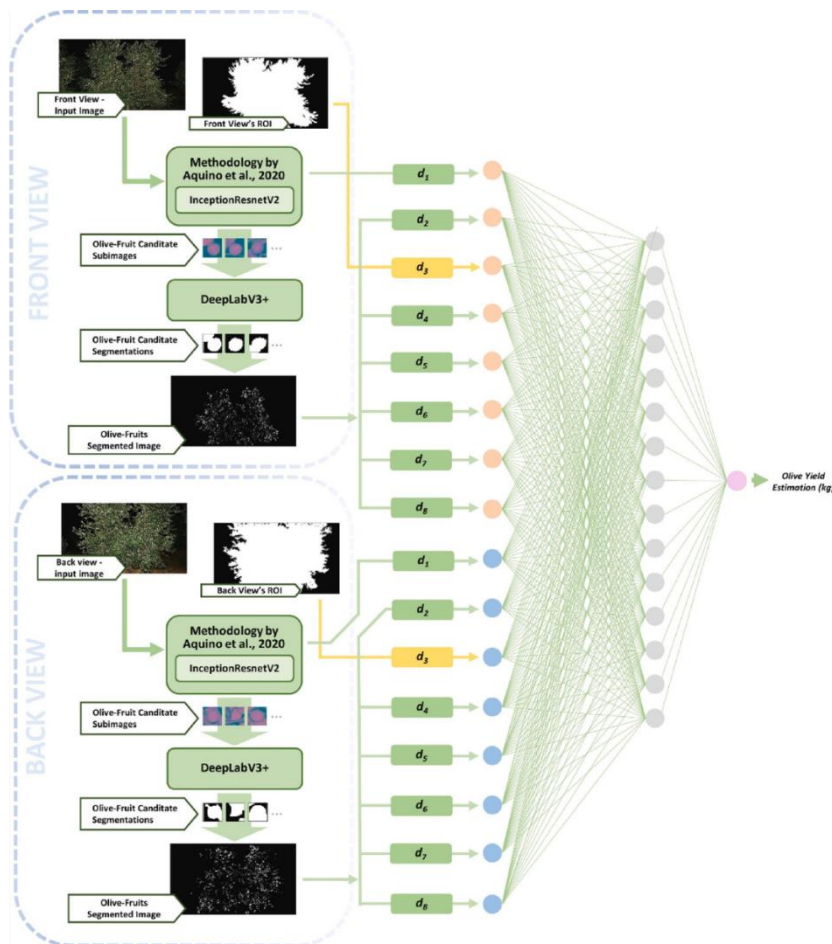 FRONT VIEW
Front View -
Input Image
Front View's ROI
Methodology by
Aquino et al., 2020
InceptionResnetV2
Olive-Fruit Canditate
Subimages
...
DeepLabV3+
Olive-Fruit Canditate
Segmentations
...
Olive-Fruits
Segmented Image
d1
d2
d3
d4
d5
d6
d7
d8
BACK VIEW
Back view -
input image
Back View's ROI
Methodology by
Aquino et al., 2020
InceptionResnetV2
Olive-Fruit Canditate
Subimages
...
DeepLabV3+
Olive-Fruit Canditate
Segmentations
...
Olive-Fruits
Segmented Image
d1
d2
d3
d4
d5
d6
d7
d8
Olive Yield
Estimation (kg